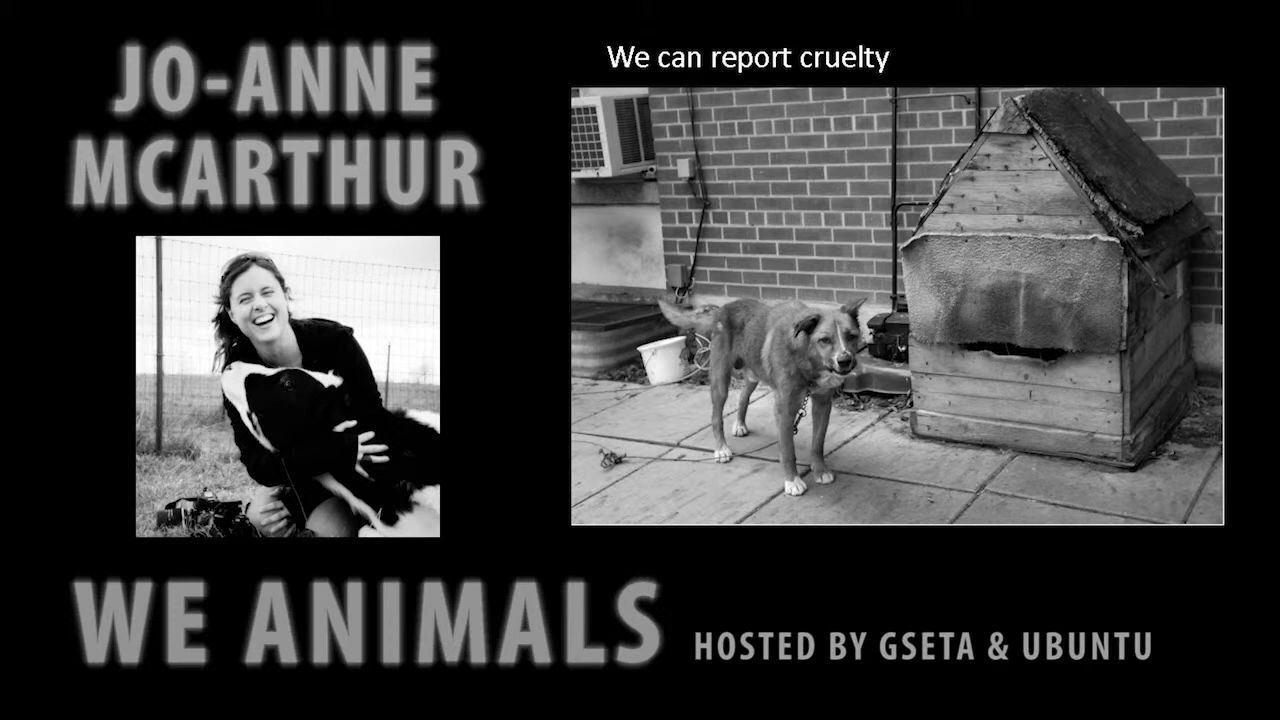 JO-ANNE
MCARTHUR
We can report cruelty
WE ANIMALS
HOSTED BY GSETA & UBUNTU